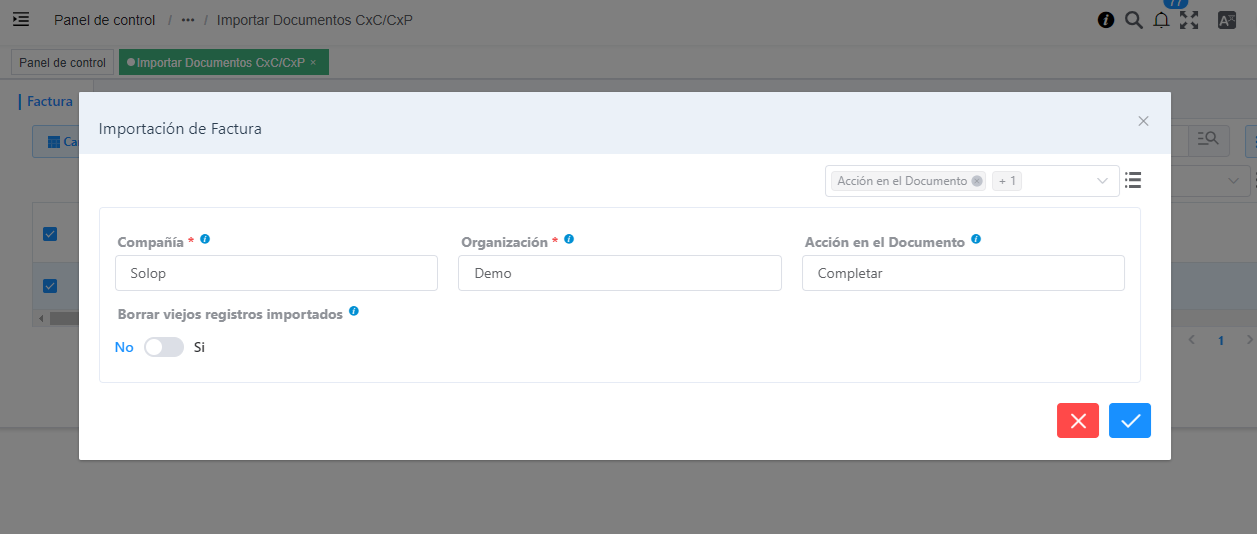 Panel de control / ••• / Importar Documentos CxC/CxP
77
Panel de control
Importar Documentos CxC/CxP ×
Factura
Importación de Factura
Acción en el Documento + 1
Compañía * Organización * Acción en el Documento
Solop Demo Completar
Borrar viejos registros importados
No Si
1